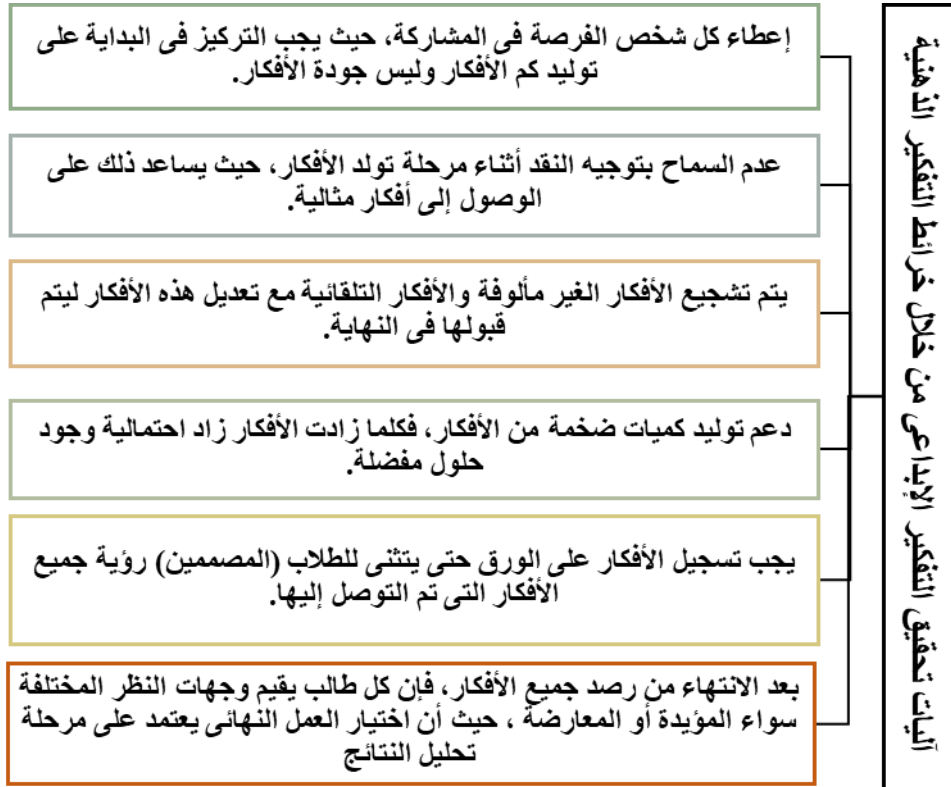 آليات تحقيق التفكير الإبداعى من خلال خرائط التفكير الذهنية
إعطاء كل شخص الفرصة فى المشاركة، حيث يجب التركيز فى البداية على
توليد كم الأفكار وليس جودة الأفكار.
عدم السماح بتوجيه النقد أثناء مرحلة تولد الأفكار، حيث يساعد ذلك على
الوصول إلى أفكار مثالية.
يتم تشجيع الأفكار الغير مألوفة والأفكار التلقائية مع تعديل هذه الأفكار ليتم
قبولها فى النهاية.
دعم توليد كميات ضخمة من الأفكار، فكلما زادت الأفكار زاد احتمالية وجود
حلول مفضلة.
يجب تسجيل الأفكار على الورق حتى يتثنى للطلاب (المصممين) رؤية جميع
الأفكار التى تم التوصل إليها.
بعد الانتهاء من رصد جميع الأفكار، فإن كل طالب يقيم وجهات النظر المختلفة
سواء المؤيدة أو المعارضة ، حيث أن اختيار العمل النهائى يعتمد على مرحلة
تحليل النتائج